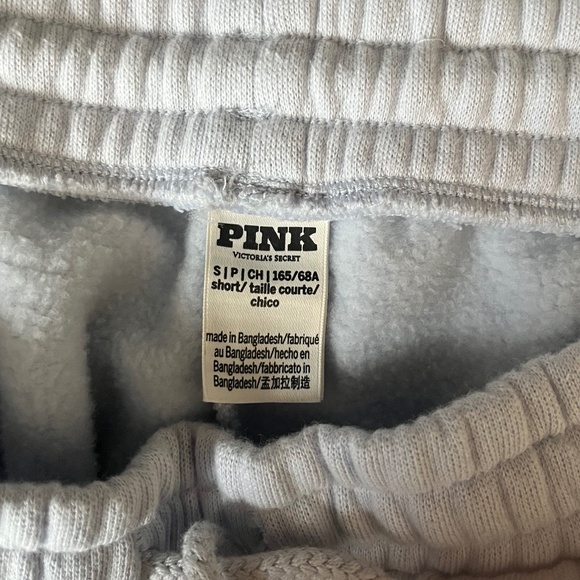 PINK
VICTORIA'S SECRET
S|P|CH|165/68A
short/ taille courte/
chico
made in Bangladesh/fabriqué
au Bangladesh/hecho en
Bangladesh/fabbricato in
Bangladesh/孟加拉制造